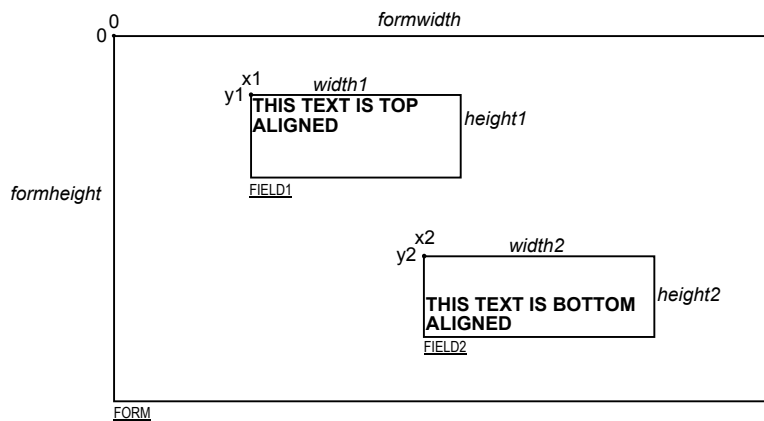 0
formwidth
0
x1
width1
y1
THIS TEXT IS TOP
ALIGNED
height1
formheight
FIELD1
x2
width2
y2
height2
THIS TEXT IS BOTTOM
ALIGNED
FIELD2
FORM